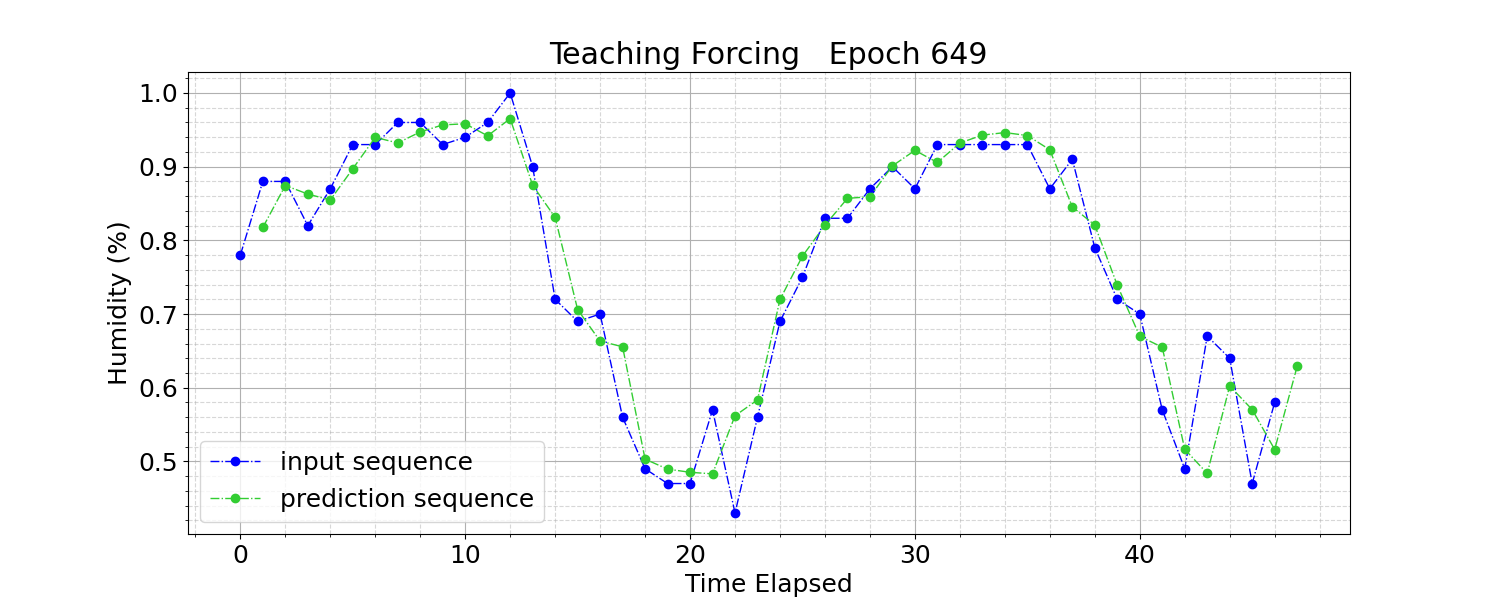 Teaching Forcing   Epoch 649
Humidity (%)
1.0
0.9
0.8
0.7
0.6
0.5
input sequence
prediction sequence
0 10 20 30 40
Time Elapsed